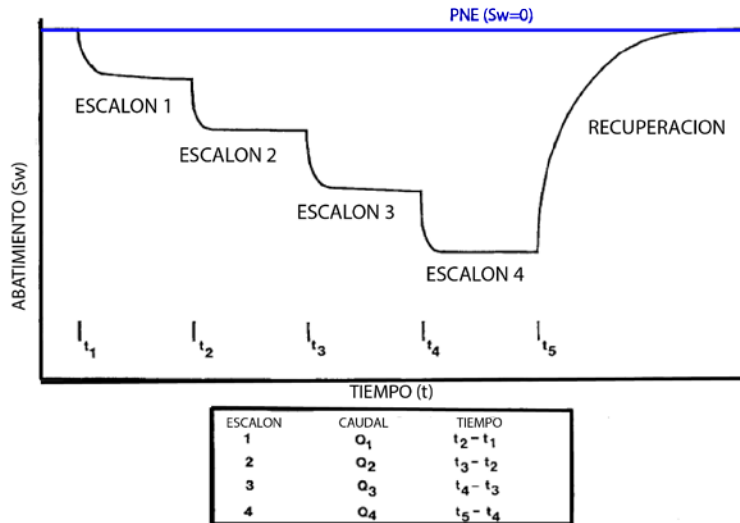 PNE (Sw=0)
ESCALON 1
ESCALON 2
ESCALON 3
ESCALON 4
RECUPERACION
ABATIMIENTO (Sw)
t1 t2 t3 t4 t5
TIEMPO (t)
ESCALON CAUDAL TIEMPO
1 Q1 t2 – t1
2 Q2 t3 – t2
3 Q3 t4 – t3
4 Q4 t5 – t4